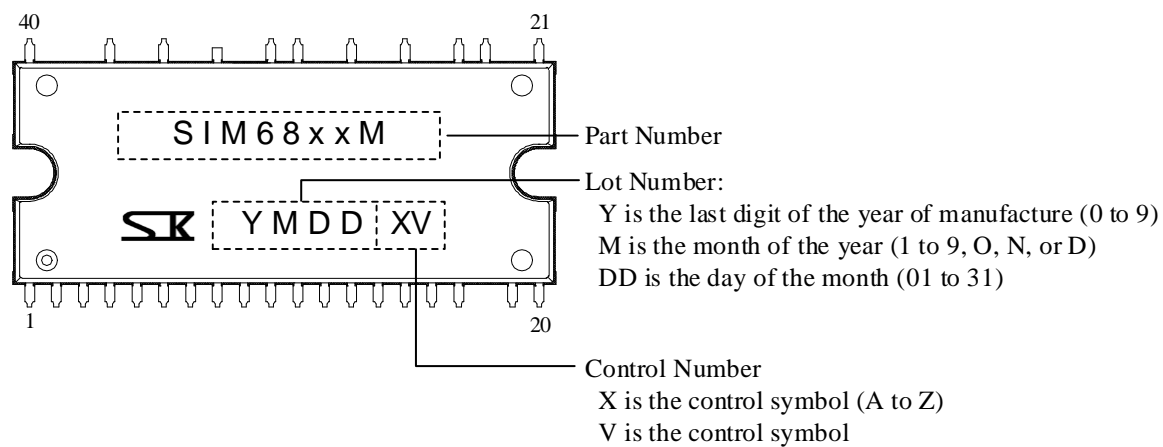 40 21
SIM68xxM
Part Number
Lot Number:
Y is the last digit of the year of manufacture (0 to 9)
M is the month of the year (1 to 9, O, N, or D)
DD is the day of the month (01 to 31)
SK YMDD XV
1 20
Control Number
X is the control symbol (A to Z)
V is the control symbol